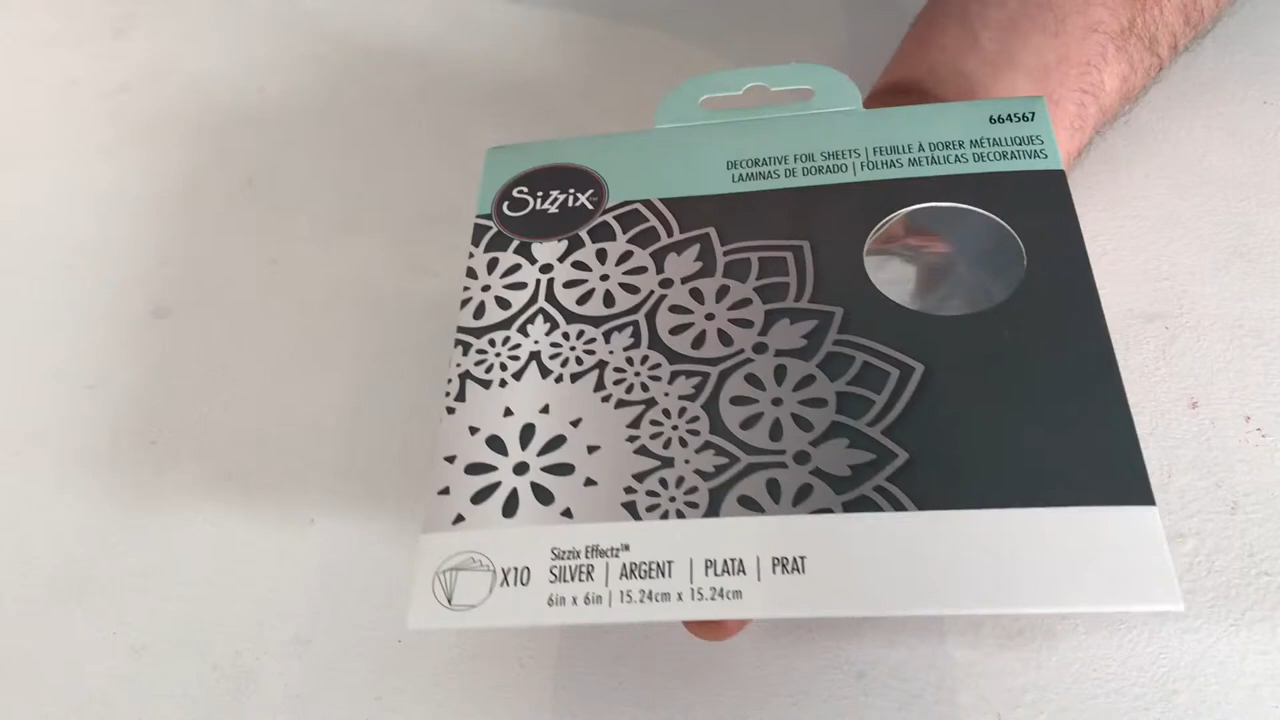 664567
DECORATIVE FOIL SHEETS | FEUILLE À DORER MÉTALLIQUES
LAMINAS DE DORADO | FOLHAS METÁLICAS DECORATIVAS
Sizzix™
Sizzix Effectz™
X10
SILVER | ARGENT | PLATA | PRAT
6in x 6in | 15.24cm x 15.24cm